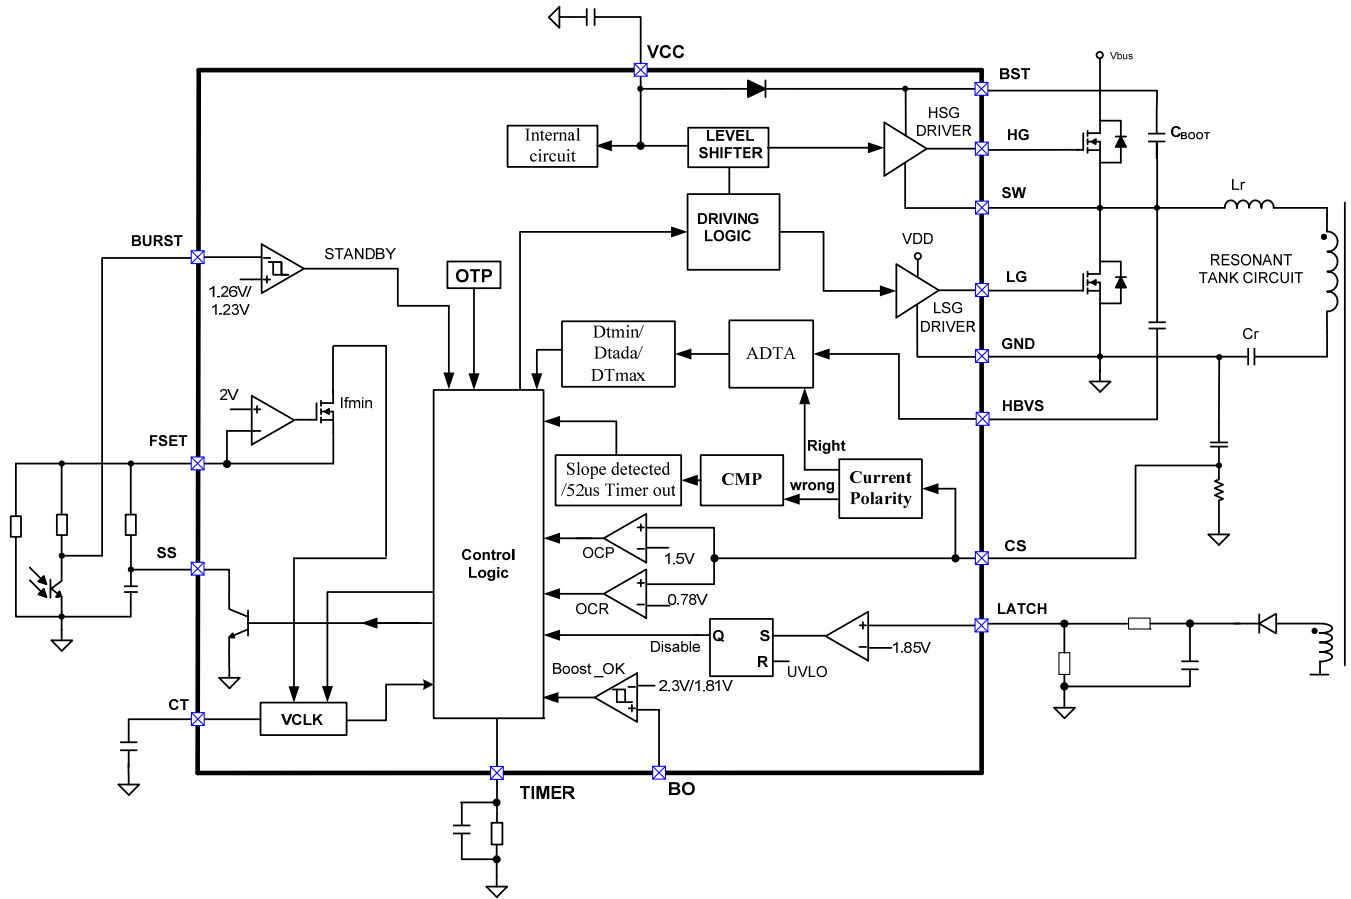 VCC
BST
Vbus
HSG
DRIVER
Internal
circuit
LEVEL
SHIFTER
HG
C_BOOT
SW
Lr
DRIVING
LOGIC
BURST
STANDBY
VDD
RESONANT
TANK CIRCUIT
OTP
LG
1.26V/
1.23V
LSG
DRIVER
GND
Cr
Dtmin/
Dtada/
DTmax
ADTA
2V
Ifmin
HBVS
FSET
Right
Slope detected
/52us Timer out
CMP
wrong
Current
Polarity
SS
Control
Logic
OCP
1.5V
CS
OCR
0.78V
LATCH
Disable
Q
S
R
UVLO
1.85V
Boost_OK
2.3V/1.81V
CT
VCLK
TIMER
BO